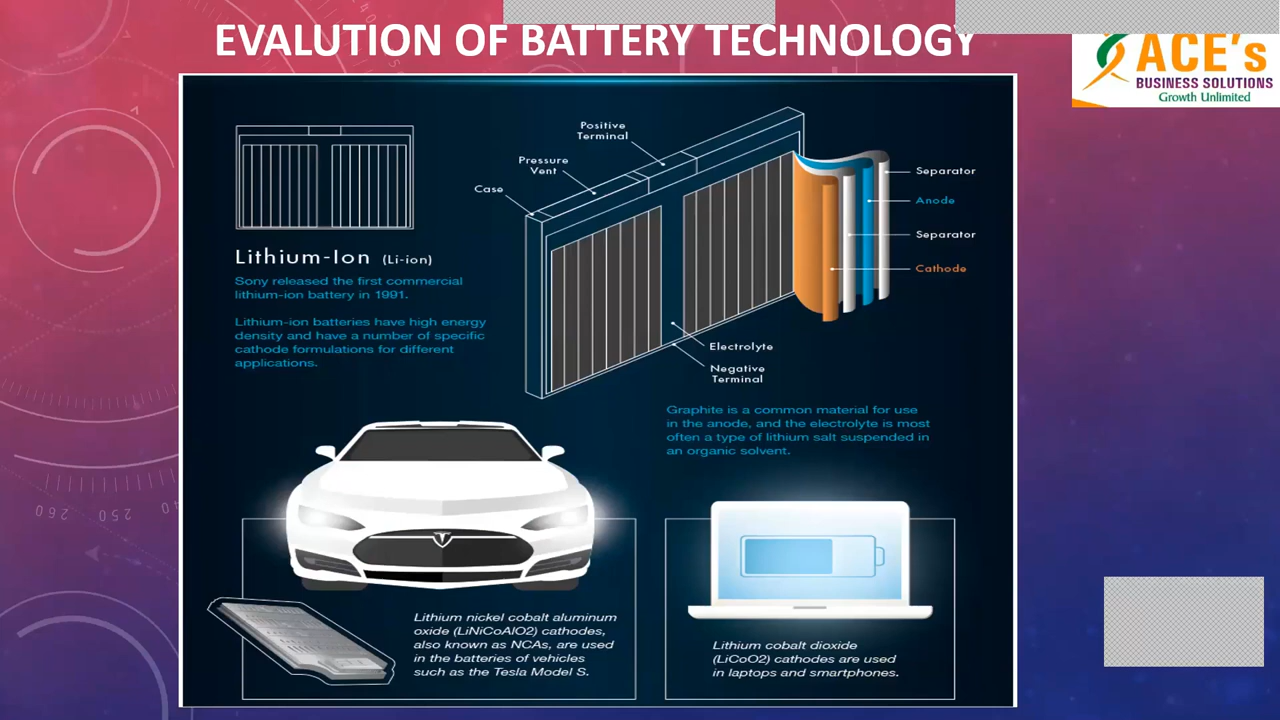 EVALUTION OF BATTERY TECHNOLOGY
ACE's
BUSINESS SOLUTIONS
Growth Unlimited
Positive
Terminal
Pressure
Vent
Case
Separator
Anode
Separator
Cathode
Lithium-Ion (Li-ion)
Sony released the first commercial
lithium-ion battery in 1991.
Lithium-ion batteries have high energy
density and have a number of specific
cathode formulations for different
applications.
Electrolyte
Negative
Terminal
Graphite is a common material for use
in the anode, and the electrolyte is most
often a type of lithium salt suspended in
an organic solvent.
Lithium nickel cobalt aluminum
oxide (LiNiCoAlO2) cathodes,
also known as NCAs, are used
in the batteries of vehicles
such as the Tesla Model S.
Lithium cobalt dioxide
(LiCoO2) cathodes are used
in laptops and smartphones.
260 250